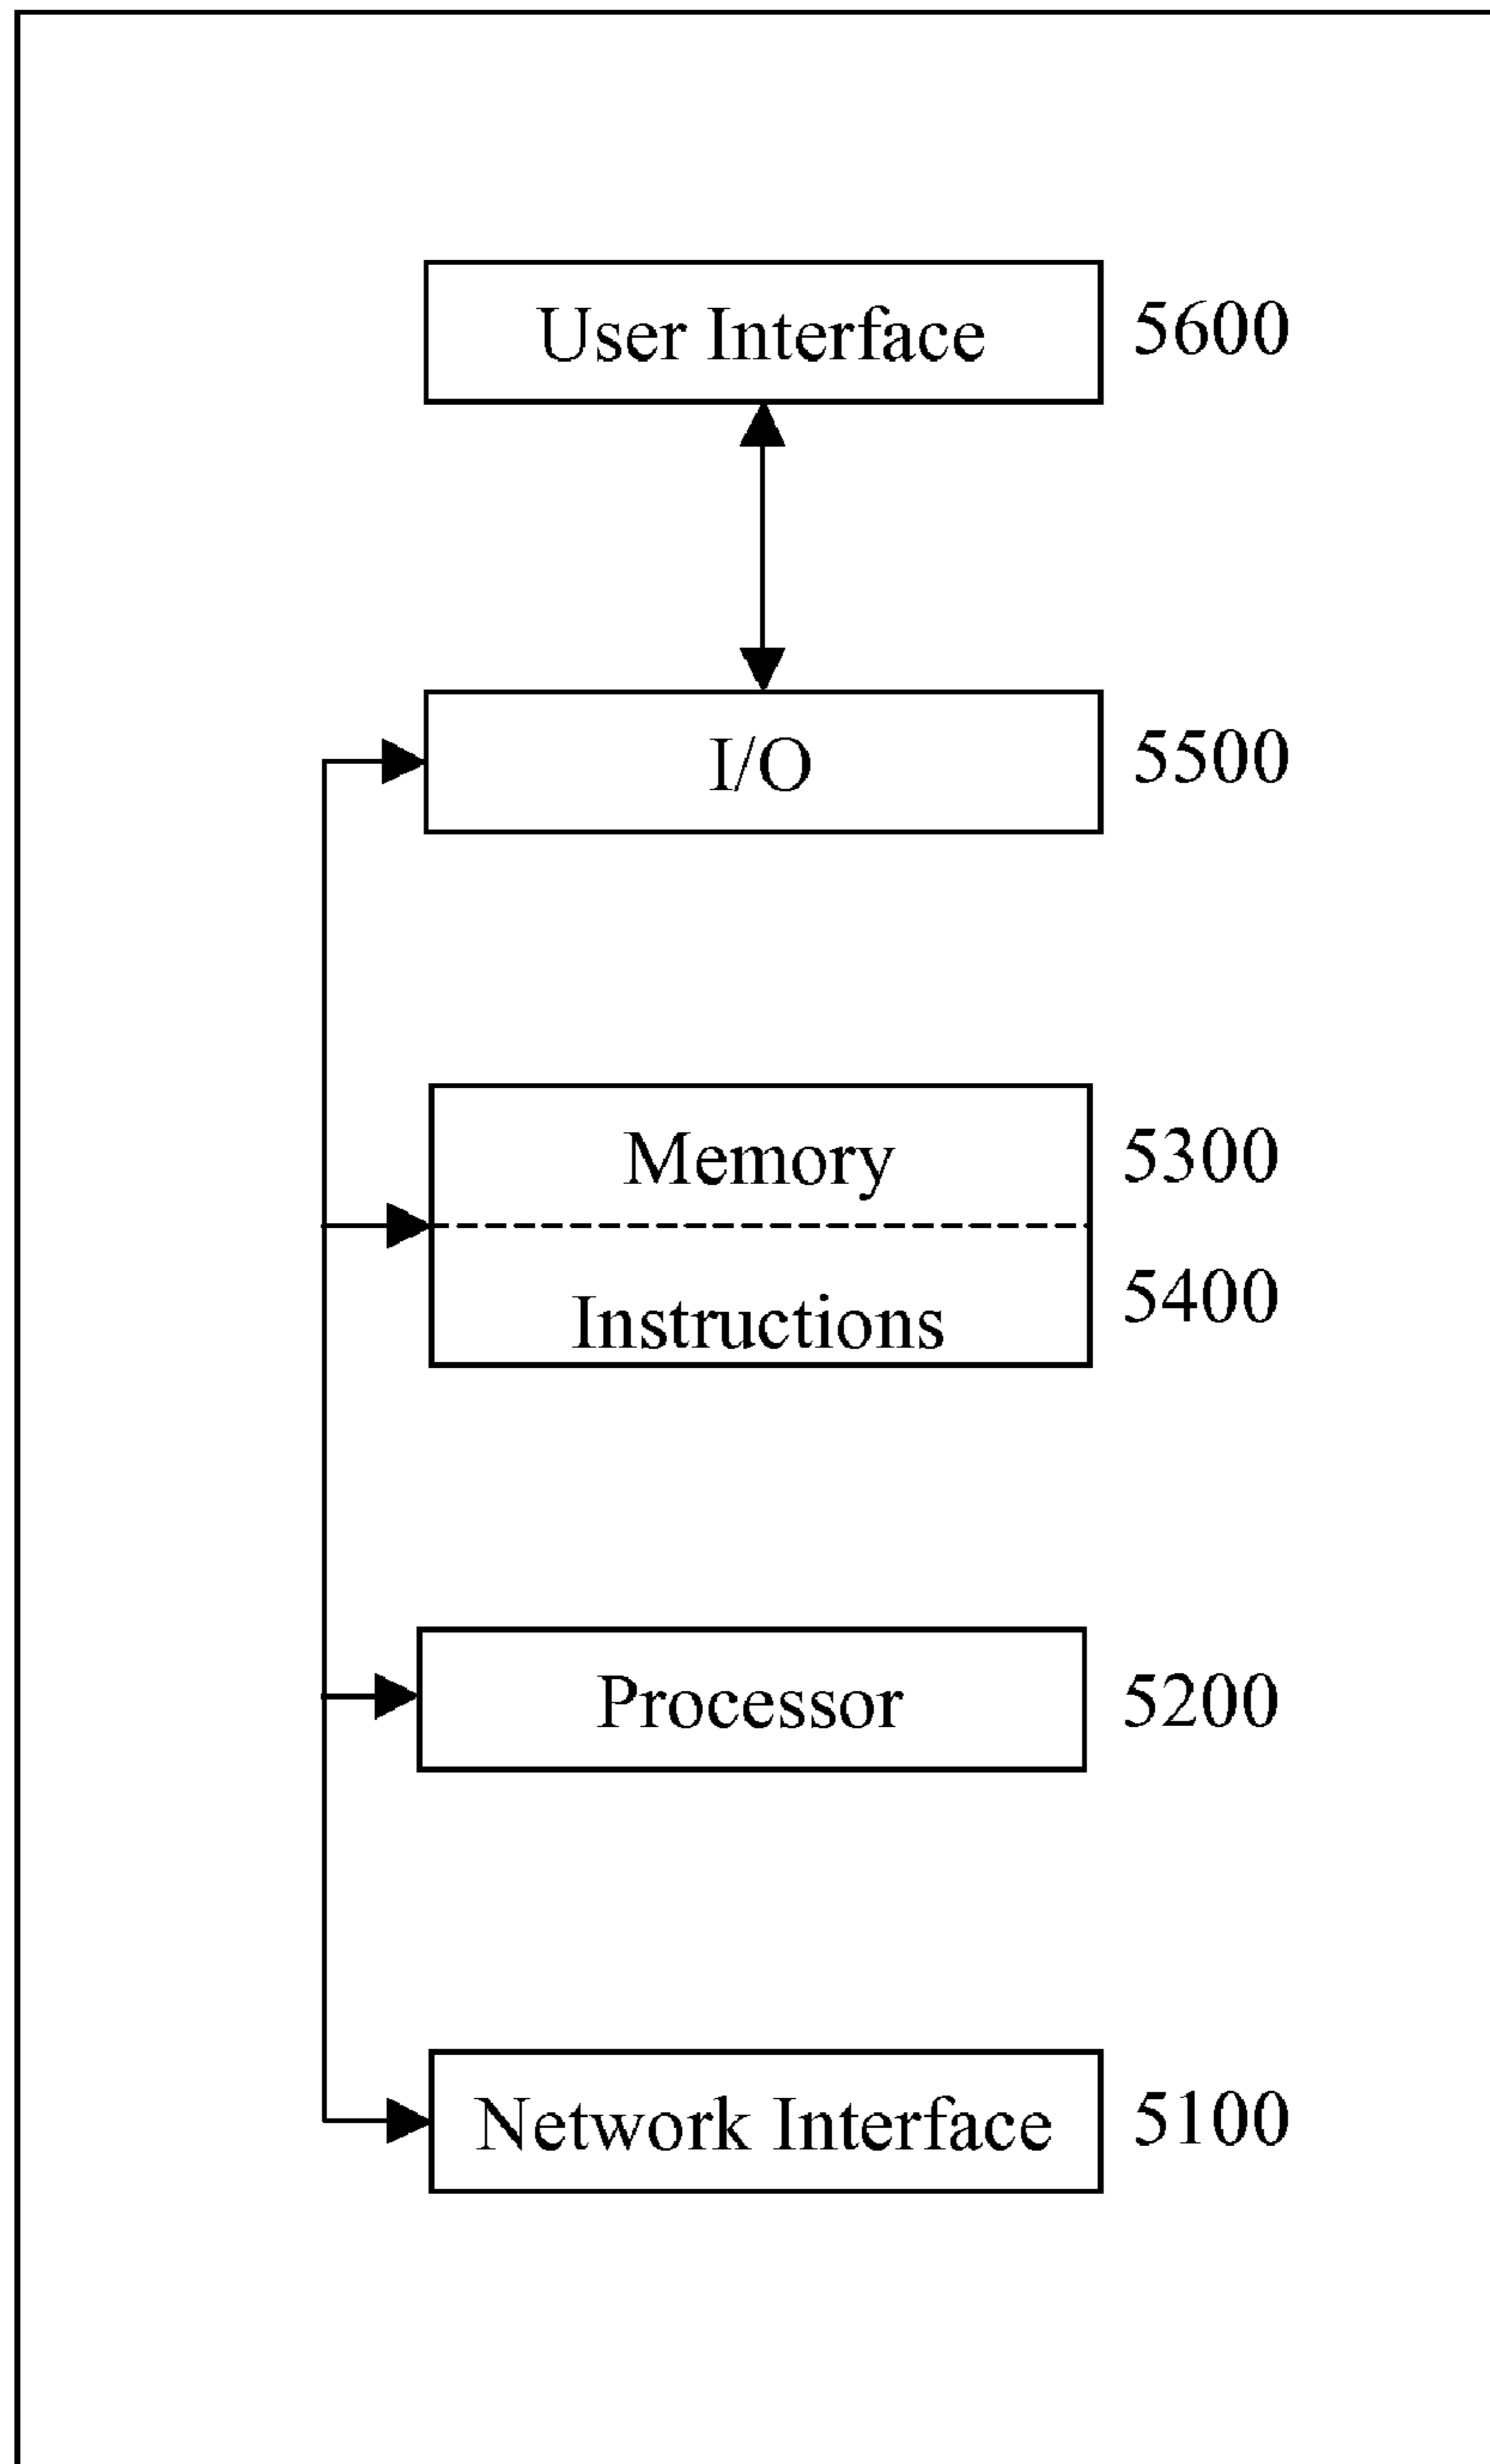 User Interface 5600
I/O 5500
Memory 5300
Instructions 5400
Processor 5200
Network Interface 5100